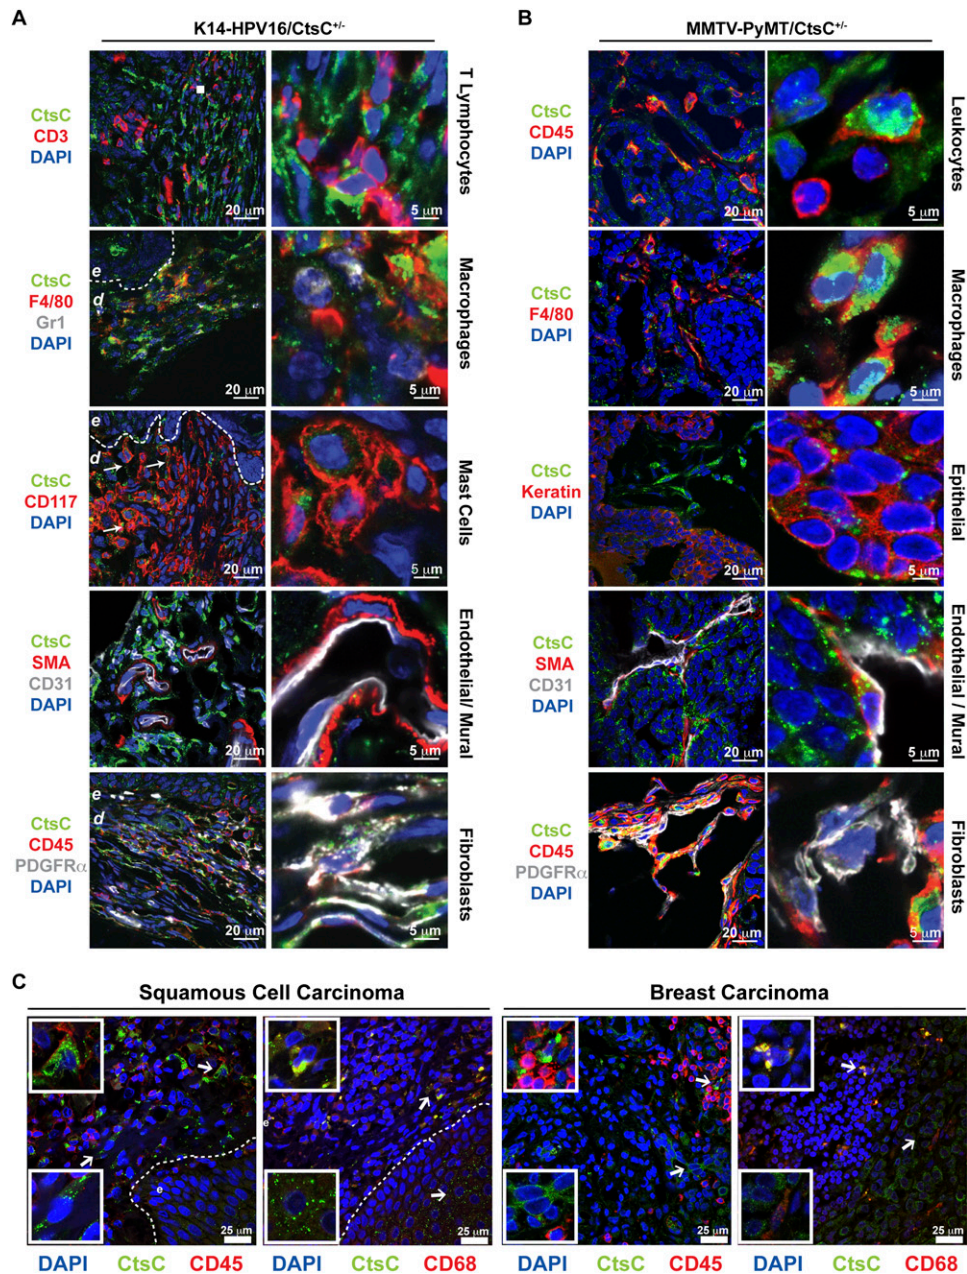 A
B
K14-HPV16/CtsC+/-
MMTV-PyMT/CtsC+/-
CtsC
CD3
DAPI
20 µm
5 µm
T Lymphocytes
CtsC
CD45
DAPI
20 µm
5 µm
Leukocytes
CtsC
F4/80
Gr1
DAPI
e
d
20 µm
5 µm
Macrophages
CtsC
F4/80
DAPI
20 µm
5 µm
Macrophages
CtsC
CD117
DAPI
e
d
20 µm
5 µm
Mast Cells
CtsC
Keratin
DAPI
20 µm
5 µm
Epithelial
CtsC
SMA
CD31
DAPI
20 µm
5 µm
Endothelial/ Mural
CtsC
SMA
CD31
DAPI
20 µm
5 µm
Endothelial / Mural
CtsC
CD45
PDGFRα
DAPI
e
d
20 µm
5 µm
Fibroblasts
CtsC
CD45
PDGFRα
DAPI
20 µm
5 µm
Fibroblasts
C
Squamous Cell Carcinoma
Breast Carcinoma
e
25 µm
e
25 µm
25 µm
25 µm
DAPI CtsC CD45
DAPI CtsC CD68
DAPI CtsC CD45
DAPI CtsC CD68